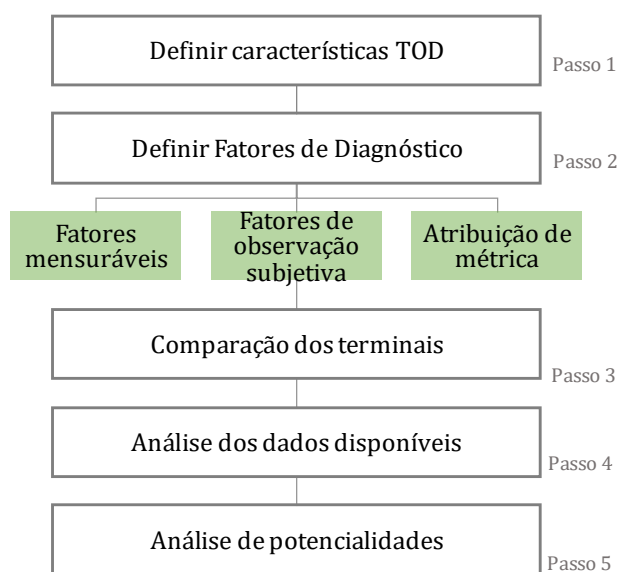 Definir características TOD
Passo 1
Definir Fatores de Diagnóstico
Passo 2
Fatores
mensuráveis
Fatores de
observação
subjetiva
Atribuição de
métrica
Comparação dos terminais
Passo 3
Análise dos dados disponíveis
Passo 4
Análise de potencialidades
Passo 5